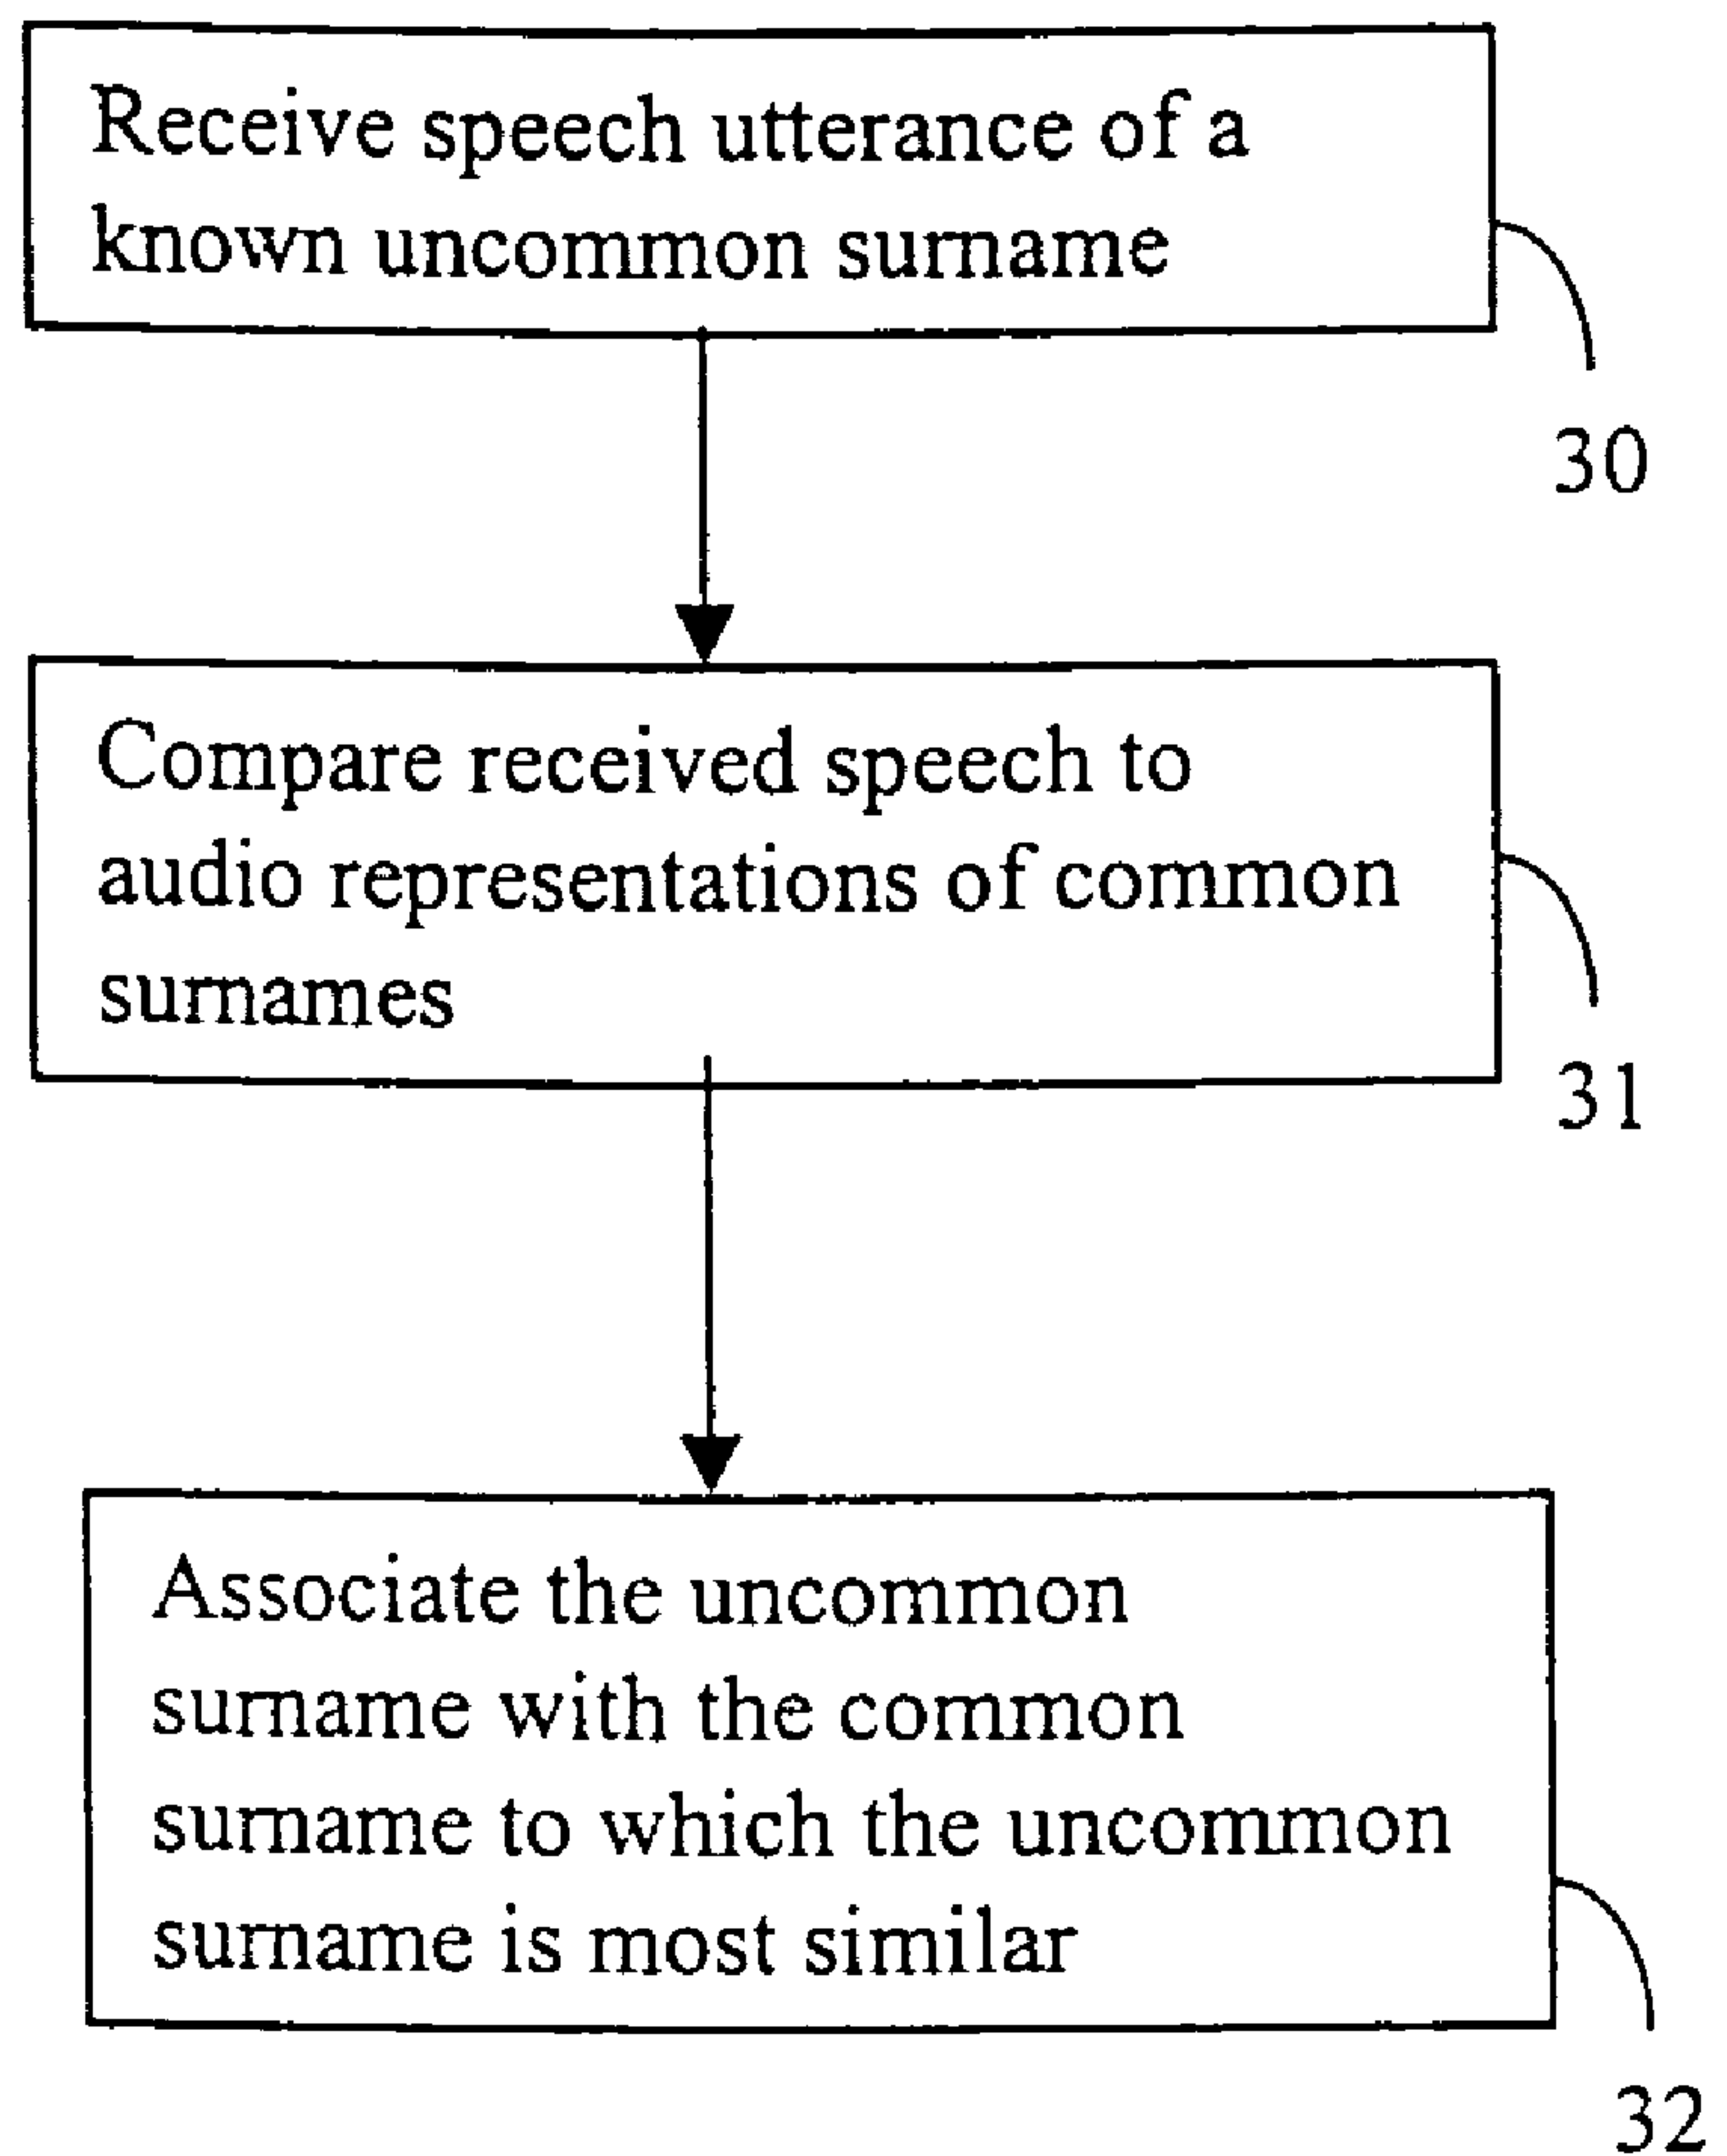 Receive speech utterance of a
known uncommon surname
30
Compare received speech to
audio representations of common
surnames
31
Associate the uncommon
surname with the common
surname to which the uncommon
surname is most similar
32